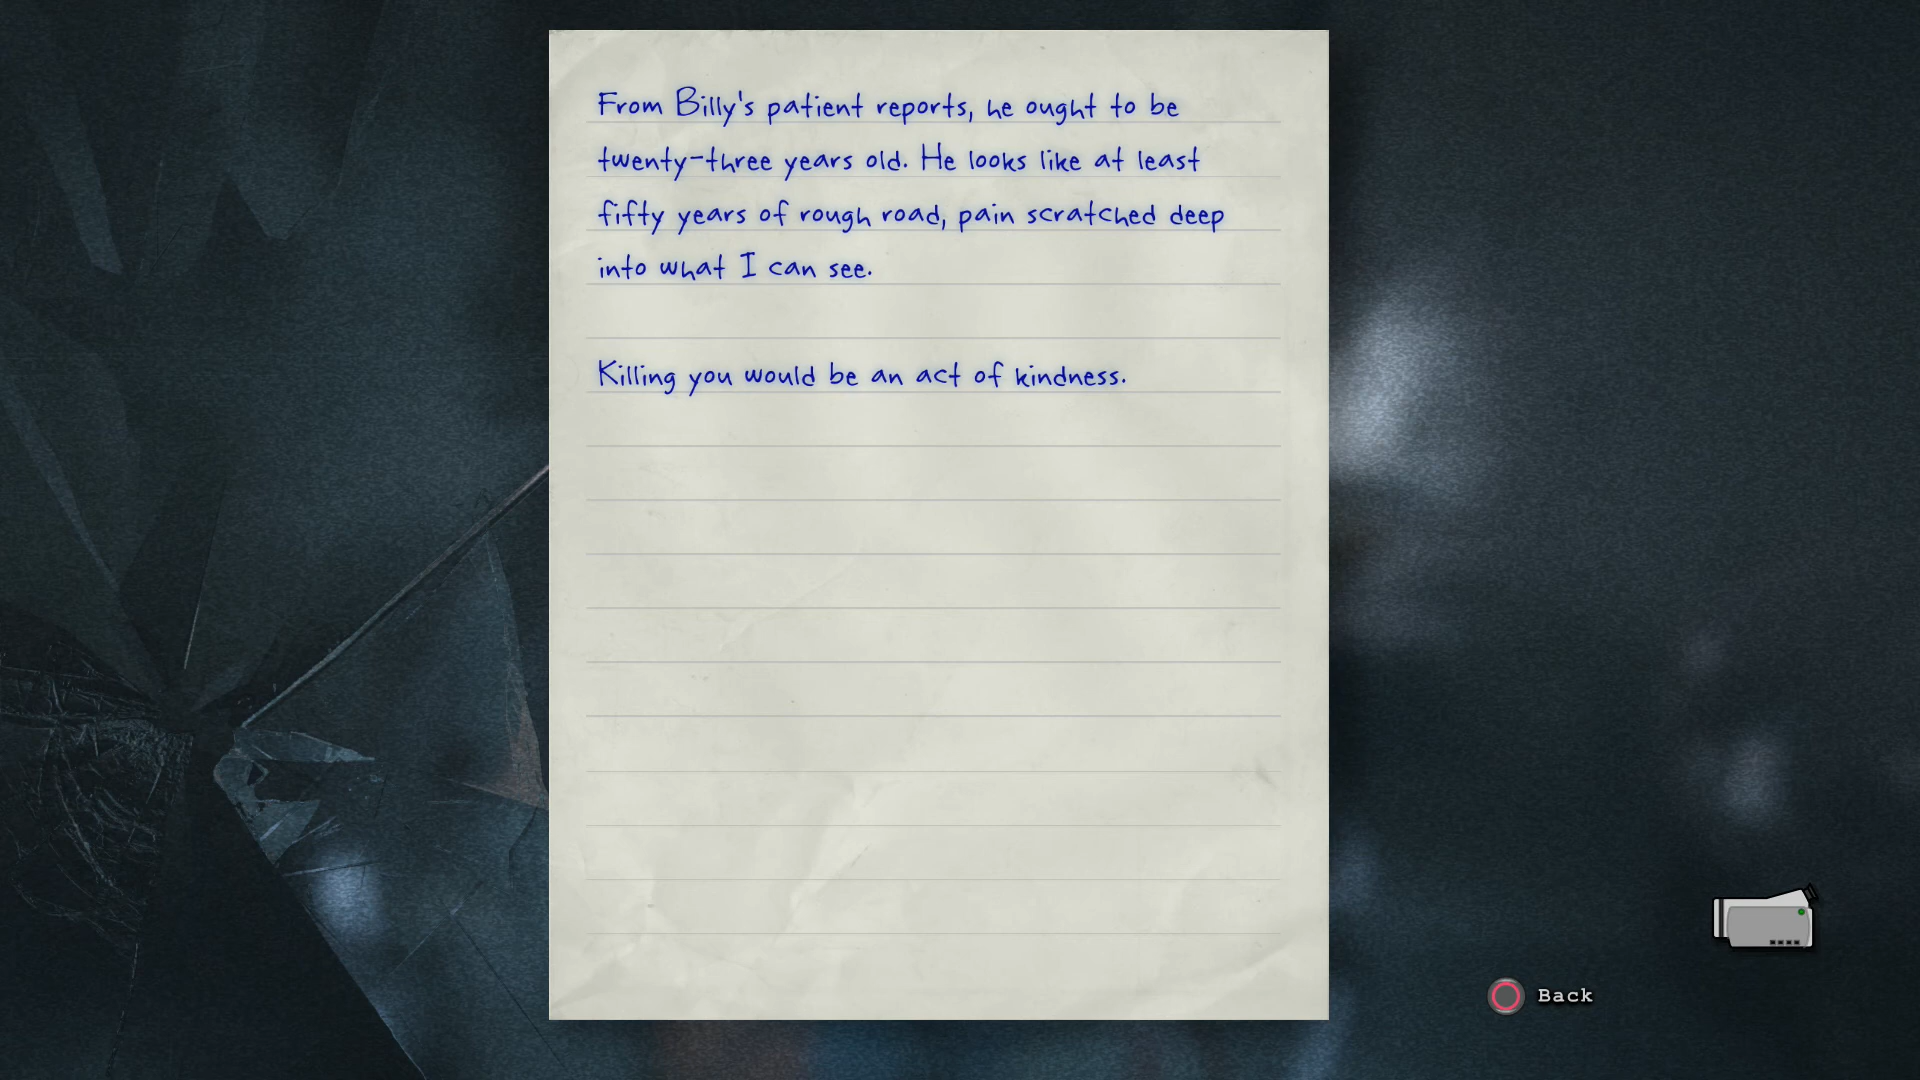 From Billy's patient reports, he ought to be
twenty-three years old. He looks like at least
fifty years of rough road, pain scratched deep
into what I can see.
Killing you would be an act of kindness.
Back